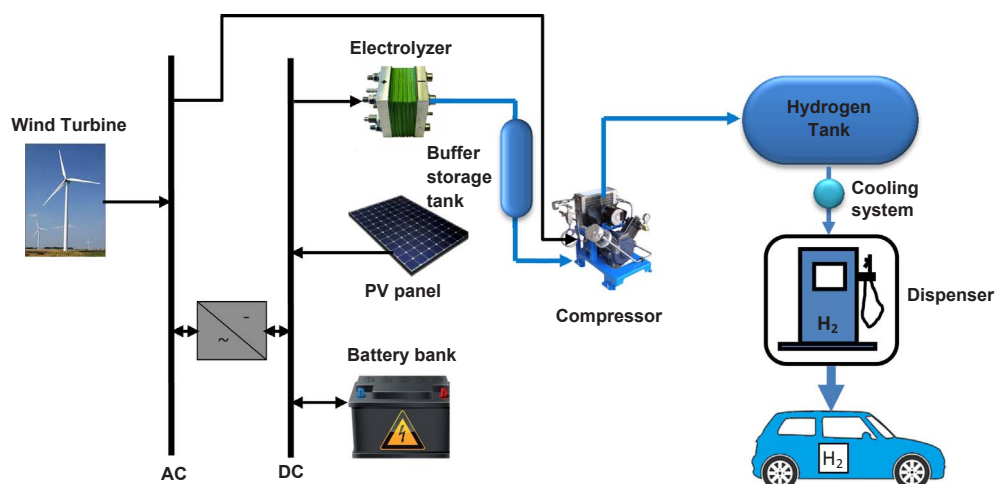 Electrolyzer
Wind Turbine
Hydrogen
Tank
Buffer
storage
tank
Cooling
system
PV panel
Compressor
Dispenser
H₂
-
~
Battery bank
AC
DC
H₂